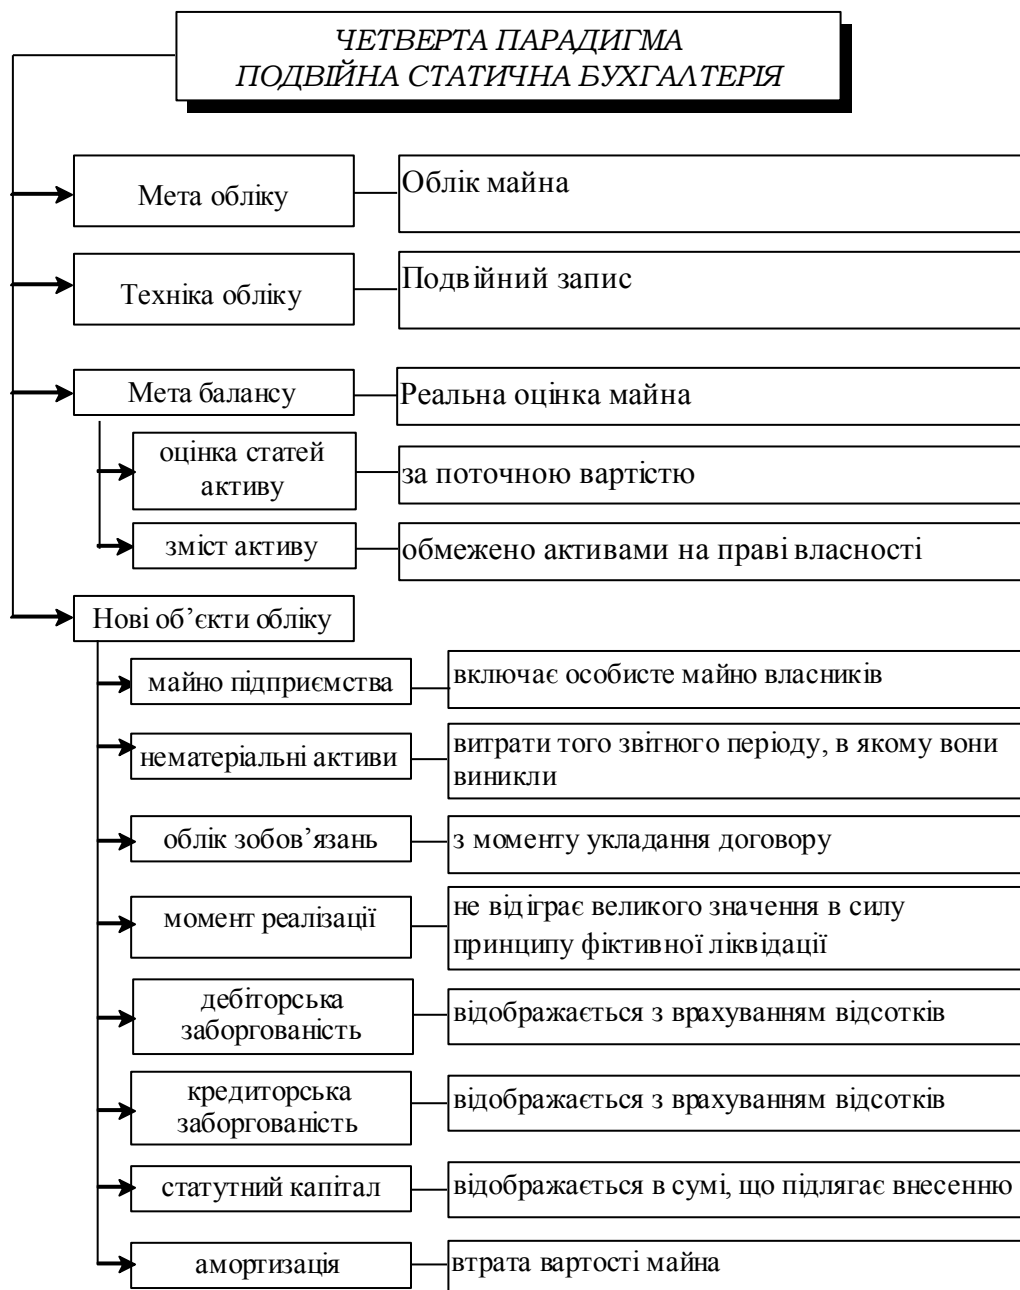 ЧЕТВЕРТА ПАРАДИГМА
ПОДВІЙНА СТАТИЧНА БУХГАЛТЕРІЯ
Мета обліку
Облік майна
Техніка обліку
Подвійний запис
Мета балансу
Реальна оцінка майна
оцінка статей
активу
за поточною вартістю
зміст активу
обмежено активами на праві власності
Нові об’єкти обліку
майно підприємства
включає особисте майно власників
нематеріальні активи
витрати того звітного періоду, в якому вони
виникли
облік зобов’язань
з моменту укладання договору
момент реалізації
не відіграє великого значення в силу
принципу фіктивної ліквідації
дебіторська
заборгованість
відображається з врахуванням відсотків
кредиторська
заборгованість
відображається з врахуванням відсотків
статутний капітал
відображається в сумі, що підлягає внесенню
амортизація
втрата вартості майна